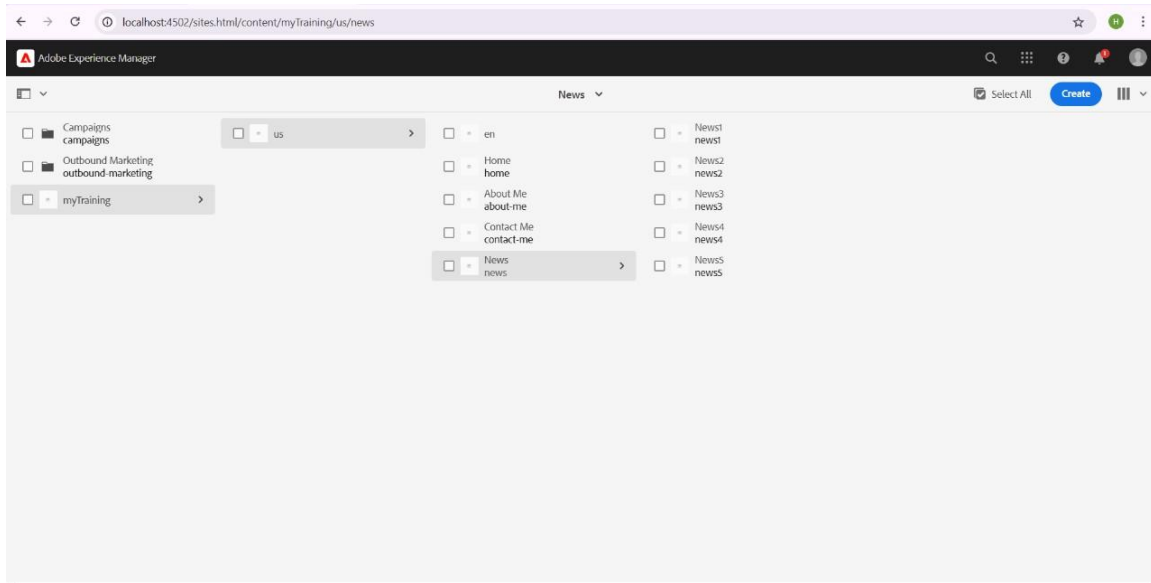 localhost:4502/sites.html/content/myTraining/us/news
H
Adobe Experience Manager
News
Select All
Create
Campaigns
campaigns
Outbound Marketing
outbound-marketing
myTraining
us
en
Home
home
About Me
about-me
Contact Me
contact-me
News
news
News1
news1
News2
news2
News3
news3
News4
news4
News5
news5